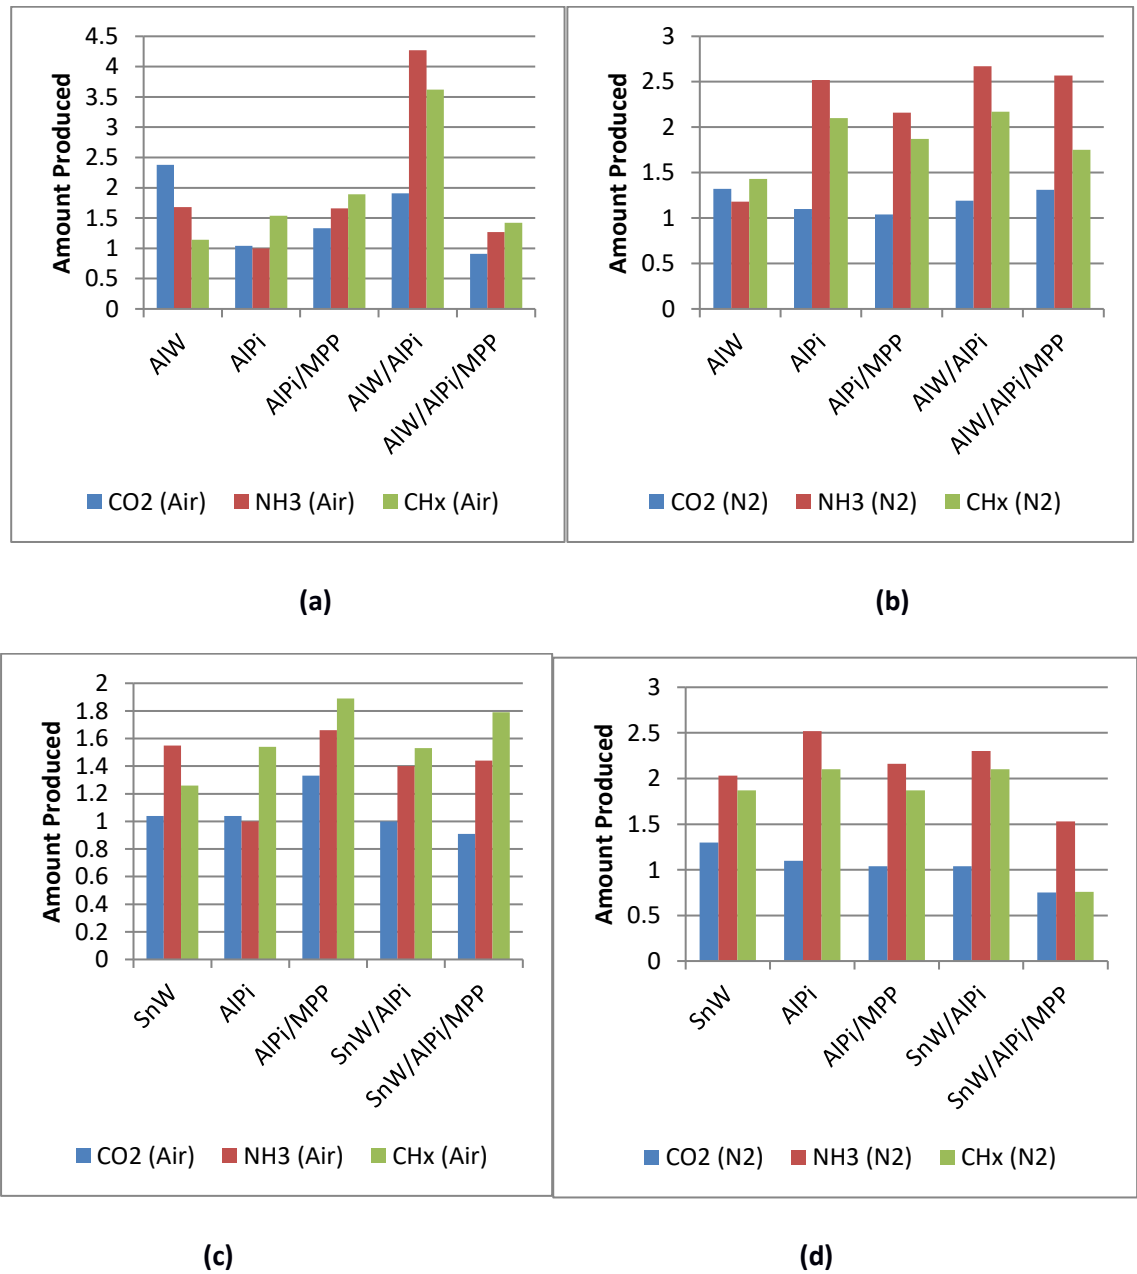 4.5
4
3.5
3
2.5
2
1.5
1
0.5
0
Amount Produced
AlW
AlPi
AlPi/MPP
AlW/AlPi
AlW/AlPi/MPP
CO2 (Air) NH3 (Air) CHx (Air)
(a)
3
2.5
2
1.5
1
0.5
0
Amount Produced
AlW
AlPi
AlPi/MPP
AlW/AlPi
AlW/AlPi/MPP
CO2 (N2) NH3 (N2) CHx (N2)
(b)
2
1.8
1.6
1.4
1.2
1
0.8
0.6
0.4
0.2
0
Amount Produced
SnW
AlPi
AlPi/MPP
SnW/AlPi
SnW/AlPi/MPP
CO2 (Air) NH3 (Air) CHx (Air)
(c)
3
2.5
2
1.5
1
0.5
0
Amount Produced
SnW
AlPi
AlPi/MPP
SnW/AlPi
SnW/AlPi/MPP
CO2 (N2) NH3 (N2) CHx (N2)
(d)